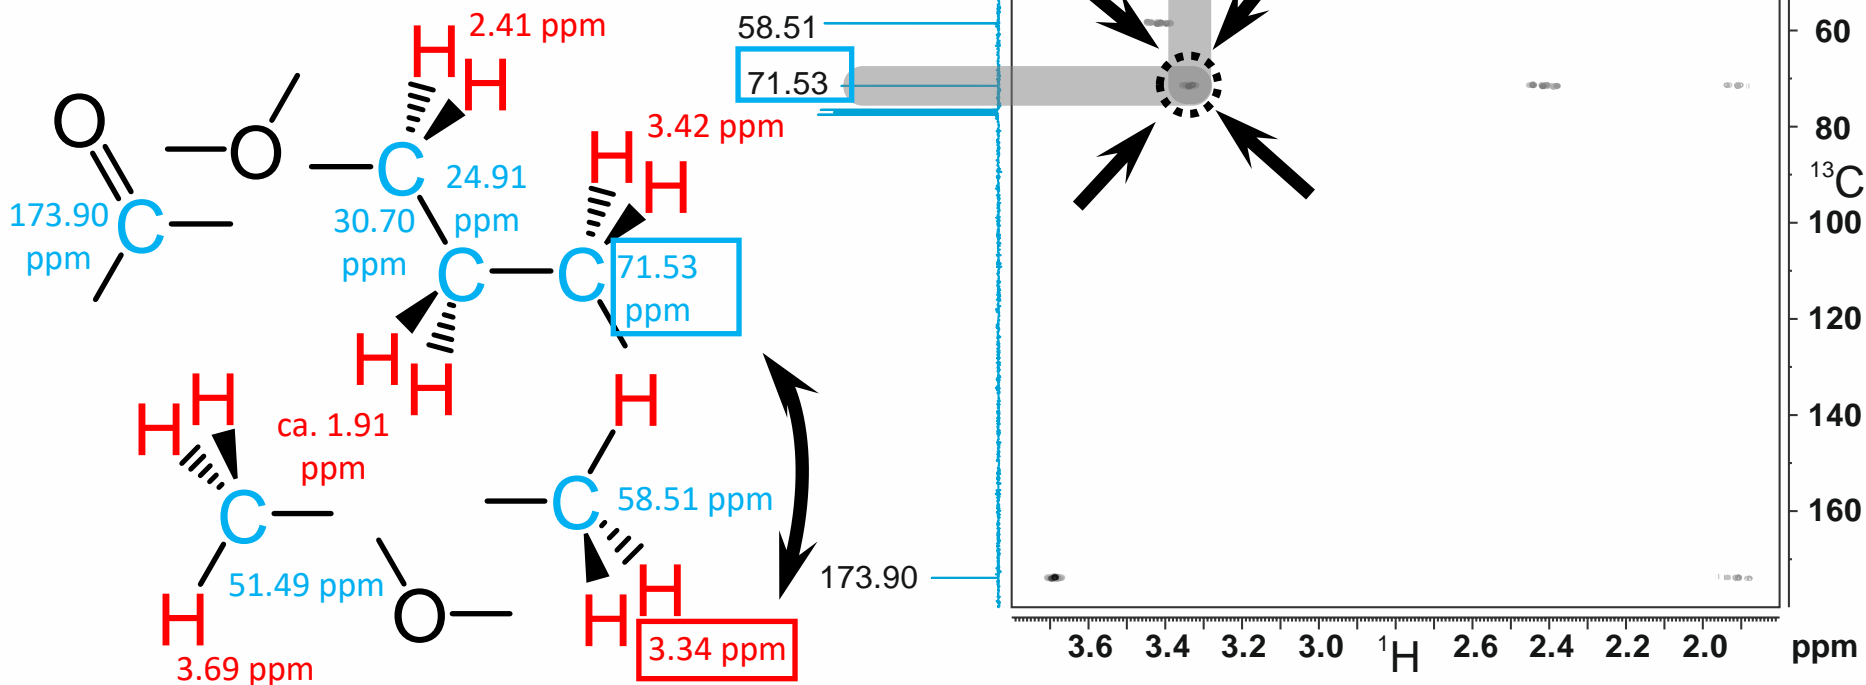 H
2.41 ppm
H
58.51
60
71.53
O
H
3.42 ppm
80
O
H
C
24.91
ppm
13C
173.90
ppm
C
30.70
ppm
100
C
C
71.53
ppm
120
H
H
H
H
H
ca. 1.91
ppm
140
C
C
58.51 ppm
160
51.49 ppm
173.90
H
O
H
H
3.69 ppm
3.34 ppm
3.6 3.4 3.2 3.0 1H 2.6 2.4 2.2 2.0 ppm